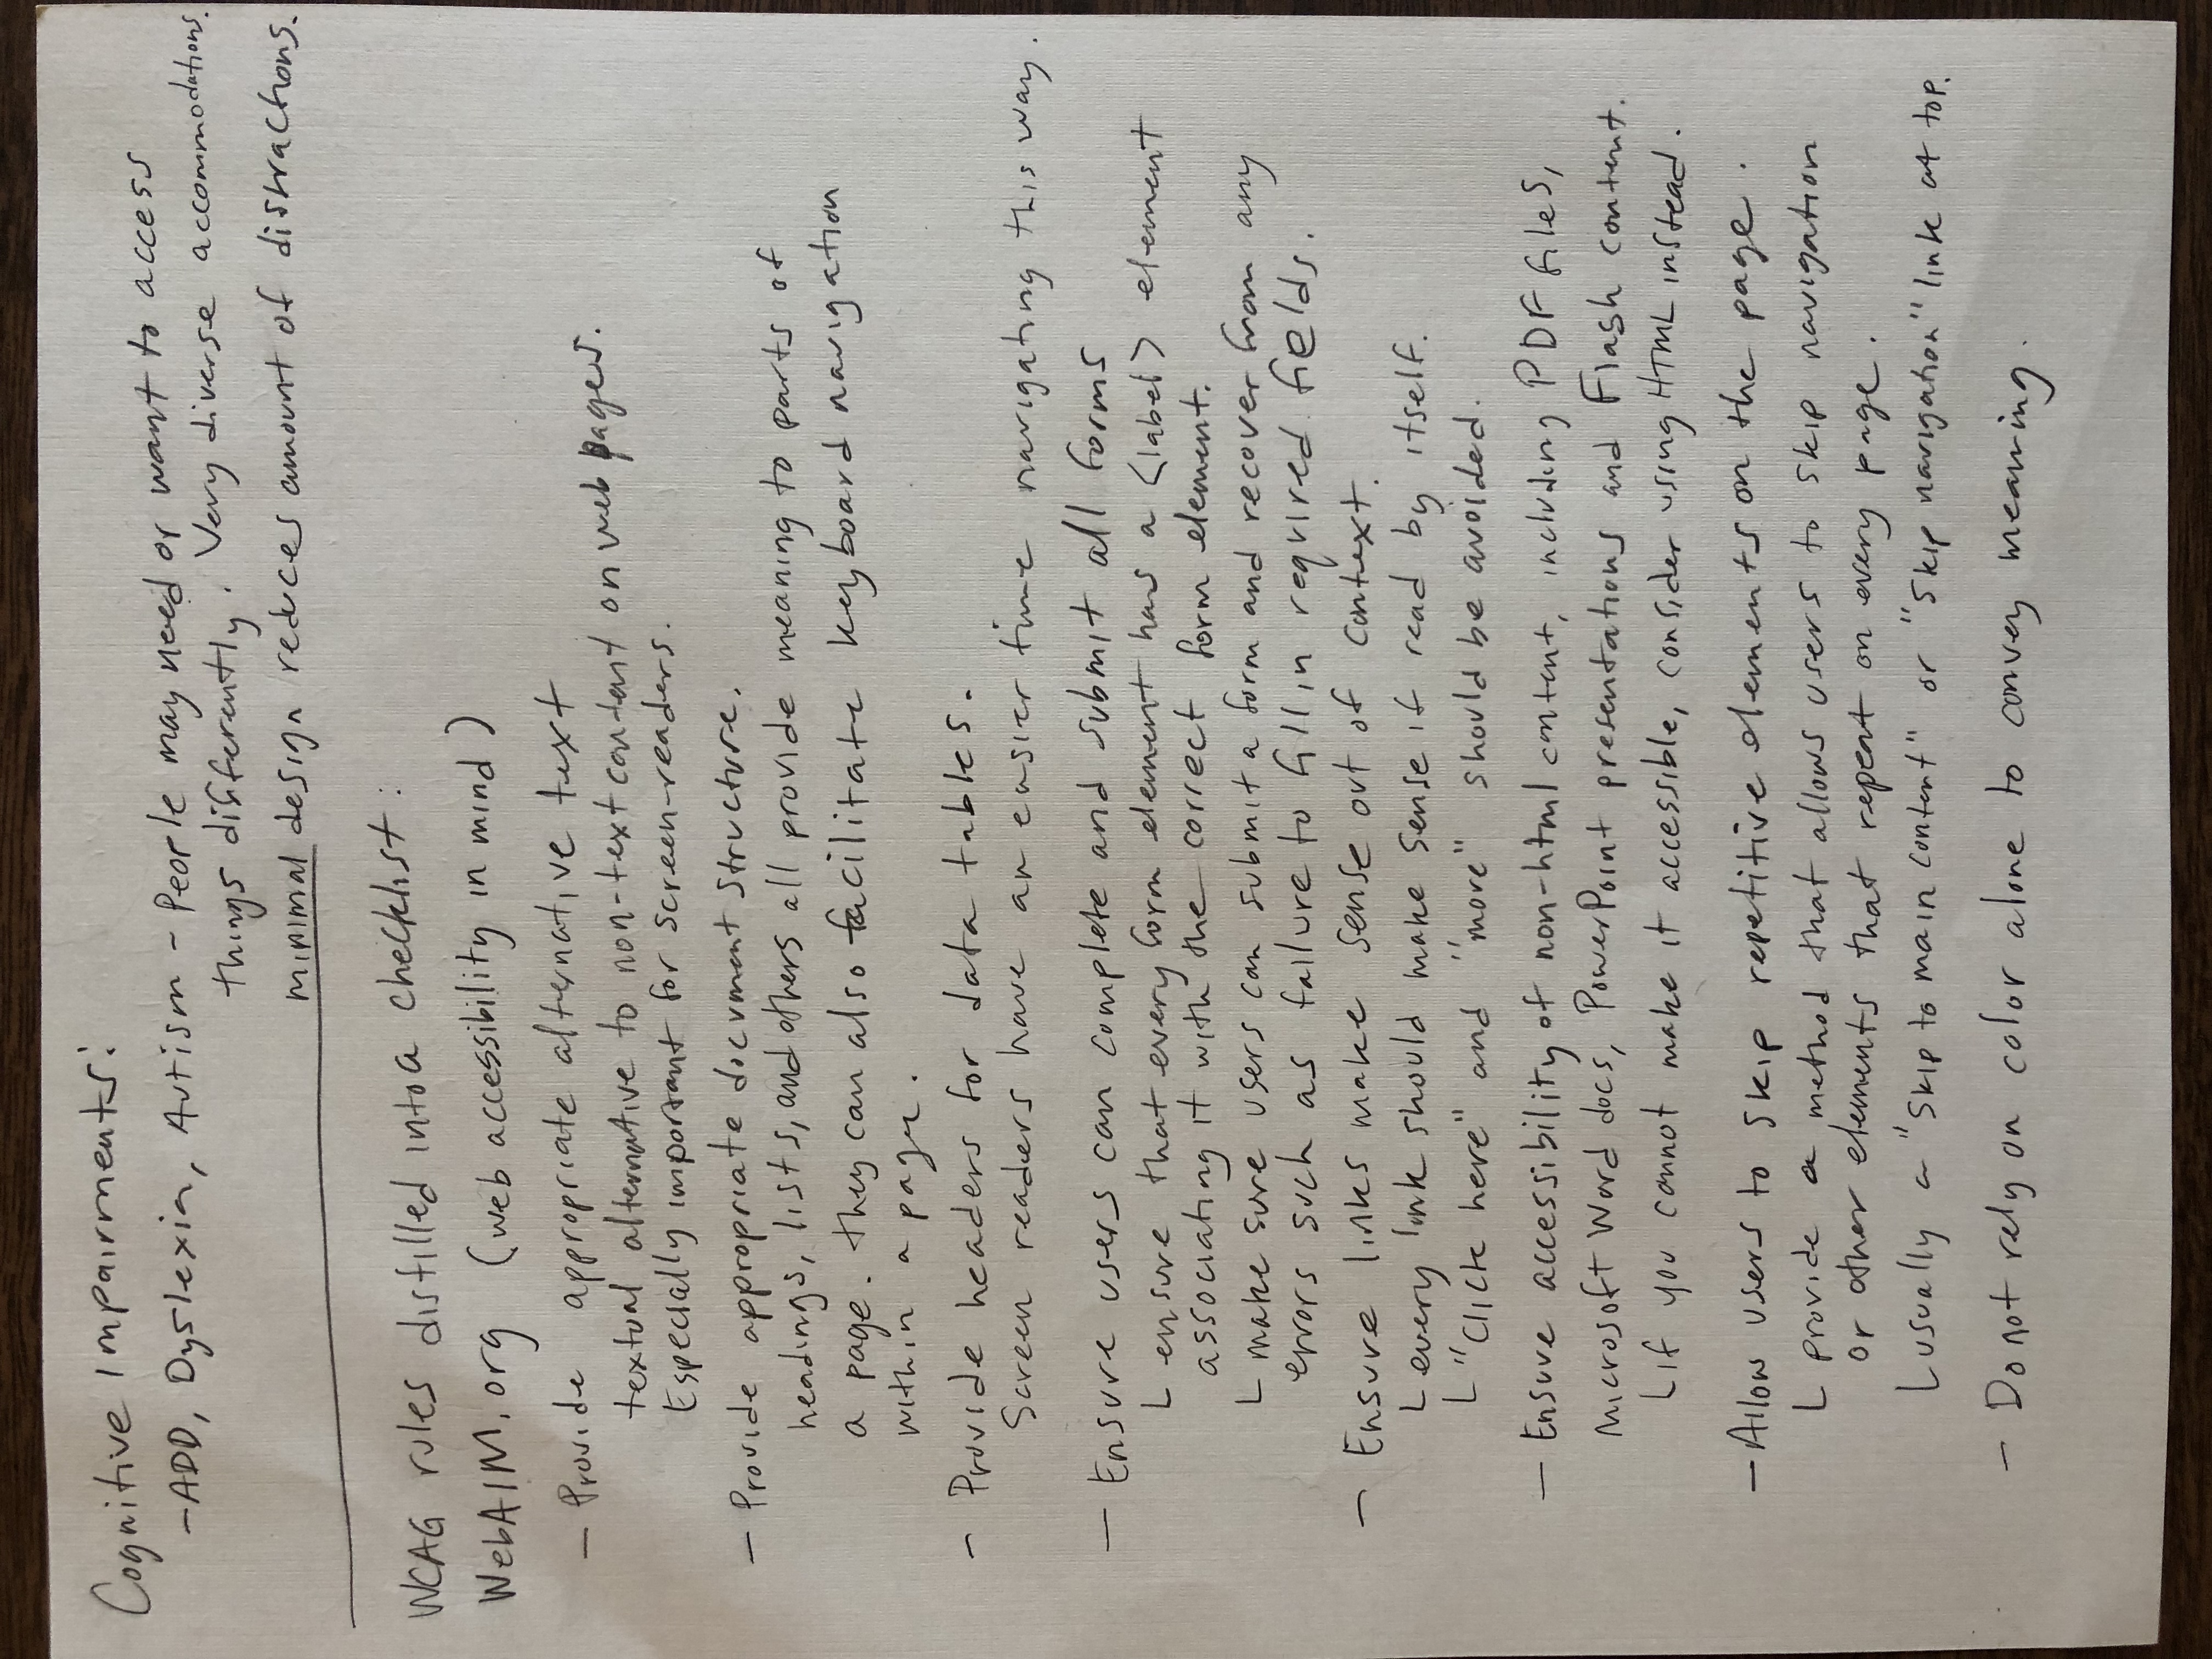 Cognitive Impairments:
- ADD, Dyslexia, Autism - People may need or want to access
things differently. Very diverse accommodations.
minimal design reduces amount of distractions.
WCAG rules distilled into a checklist:
WebAIM.org (web accessibility in mind)
- Provide appropriate alternative text
textual alternative to non-text content on web pages.
Especially important for screen-readers.
- Provide appropriate document structure.
headings, lists, and others all provide meaning to parts of
a page. they can also facilitate keyboard navigation
within a page.
- Provide headers for data tables.
Screen readers have an easier time navigating this way.
- Ensure users can complete and submit all forms
L ensure that every form element has a <label> element
associating it with the correct form element.
L make sure users can submit a form and recover from any
errors such as failure to fill in required fields.
- Ensure links make sense out of context.
L every link should make sense if read by itself.
L "click here" and "more" should be avoided.
- Ensure accessibility of non-html content, including PDF files,
Microsoft Word docs, PowerPoint presentations and Flash content.
L if you cannot make it accessible, consider using HTML instead.
- Allow users to skip repetitive elements on the page.
L provide a method that allows users to skip navigation
or other elements that repeat on every page.
L usually a "Skip to main content" or "Skip navigation" link at top.
- Do not rely on color alone to convey meaning.